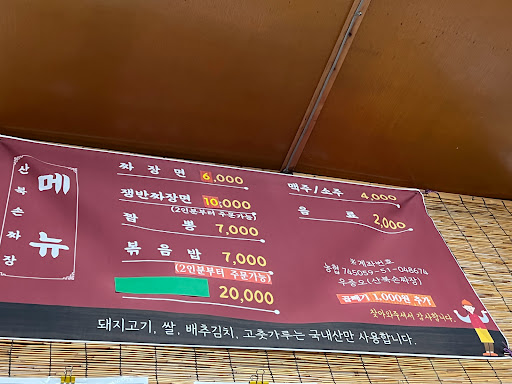 산북손짜장
메뉴
짜장면 6,000
쟁반짜장면 10,000
(2인분부터 주문가능)
짬뽕 7,000
볶음밥 7,000
(2인분부터 주문가능)
20,000
맥주/소주 4,000
음료 2,000
※계좌번호
농협 745059-51-048674
(산북손짜장)
곱빼기 1,000원 추가
찾아와주셔서 감사합니다.
돼지고기, 쌀, 배추김치, 고춧가루는 국내산만 사용합니다.